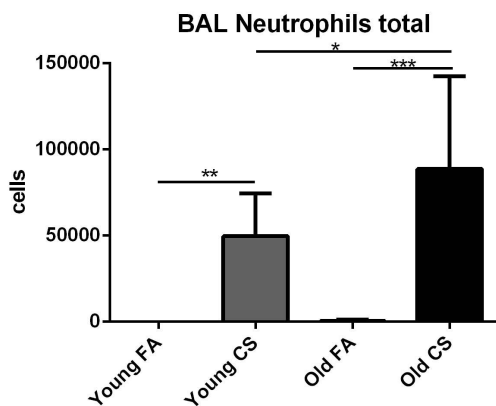 BAL Neutrophils total
*
***
**
150000
100000
50000
0
cells
Young FA
Young CS
Old FA
Old CS